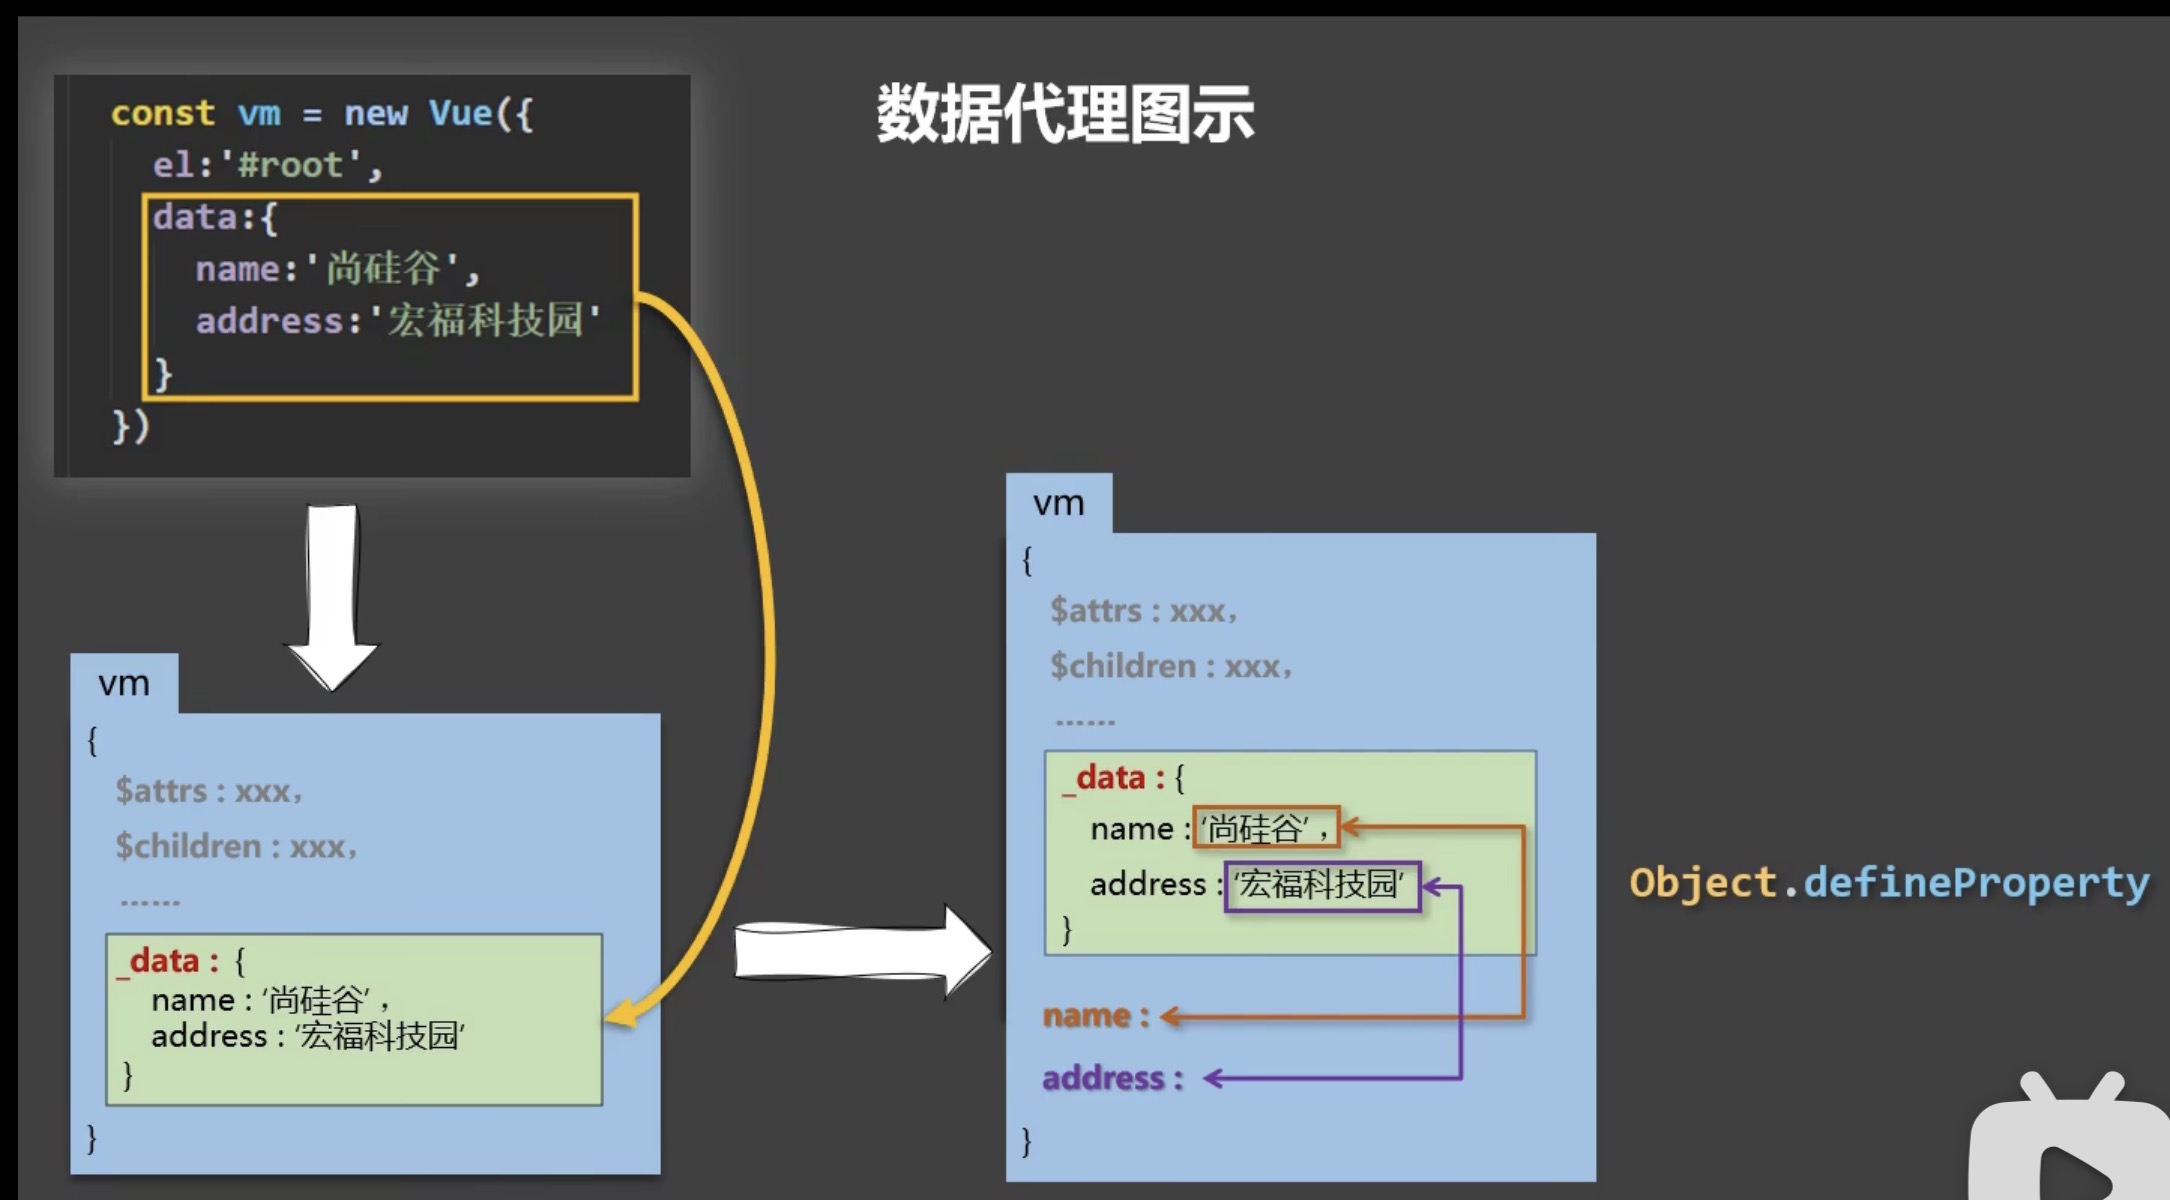 数据代理图示
const vm = new Vue({
el:'#root',
data:{
name:'尚硅谷',
address:'宏福科技园'
}
})
vm
{
$attrs : xxx,
$children : xxx,
......
_data : {
name : '尚硅谷',
address : '宏福科技园'
}
}
vm
{
$attrs : xxx,
$children : xxx,
......
_data : {
name : '尚硅谷',
address : '宏福科技园'
}
name :
address :
}
Object.defineProperty